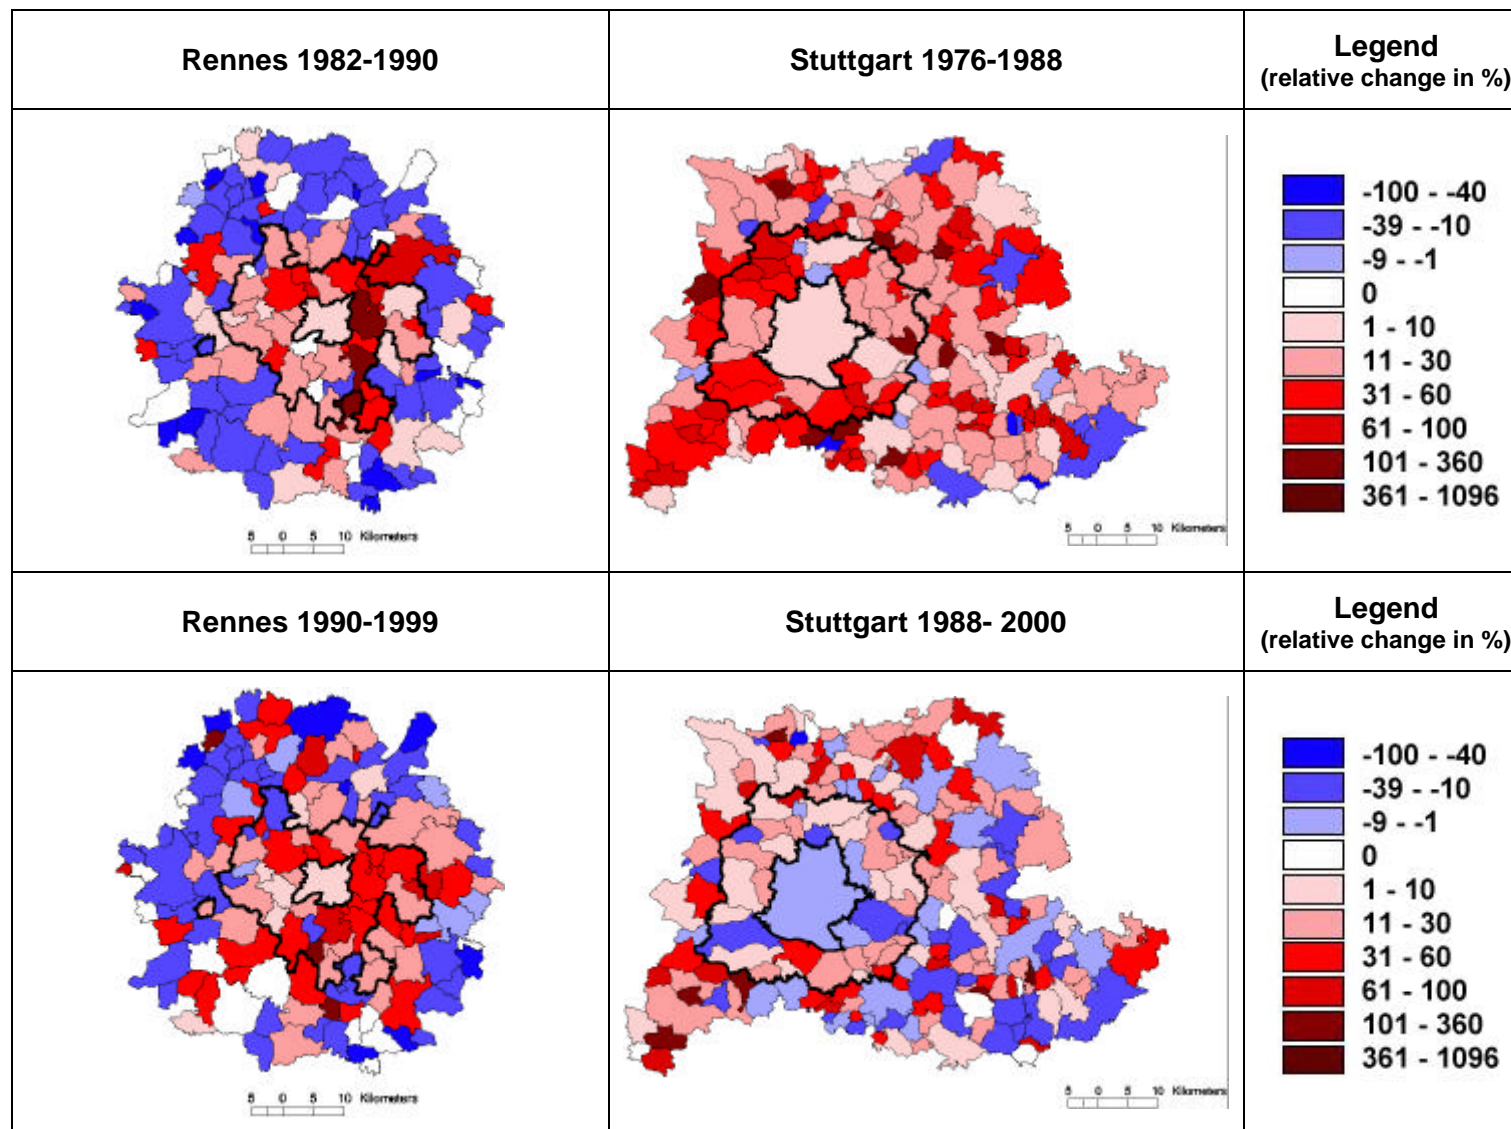 Rennes 1982-1990
Stuttgart 1976-1988
Legend
(relative change in %)
-100 - -40
-39 - -10
-9 - -1
0
1 - 10
11 - 30
31 - 60
61 - 100
101 - 360
361 - 1096
5 0 5 10 Kilometers
5 0 5 10 Kilometers
Rennes 1990-1999
Stuttgart 1988- 2000
Legend
(relative change in %)
-100 - -40
-39 - -10
-9 - -1
0
1 - 10
11 - 30
31 - 60
61 - 100
101 - 360
361 - 1096
5 0 5 10 Kilometers
5 0 5 10 Kilometers